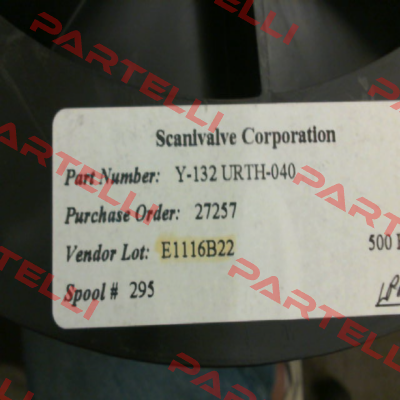 Scanivalve Corporation
Part Number: Y-132 URTH-040
Purchase Order: 27257
Vendor Lot: E1116B22
500
Spool # 295
PARTELLI
PARTELLI
PARTELLI
PARTELLI
PARTELLI